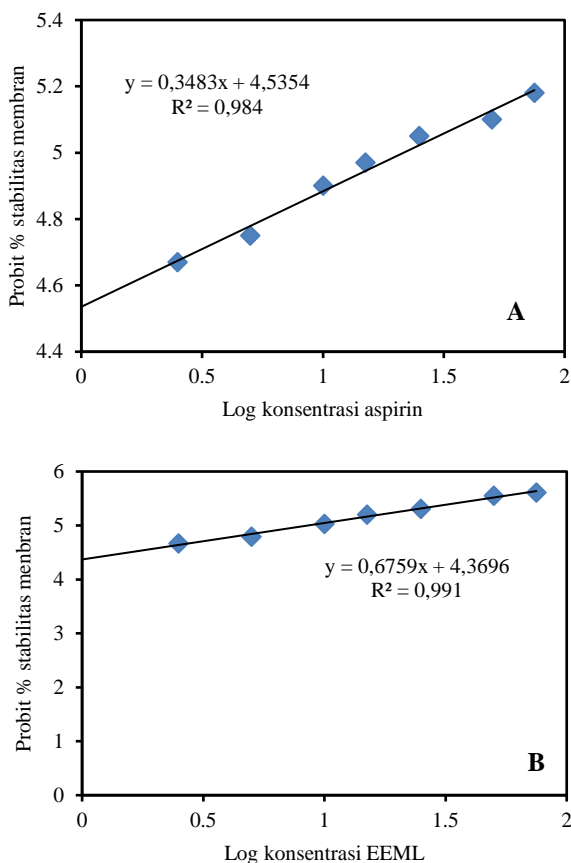 5.4
5.2
5
4.8
4.6
4.4
Probit % stabilitas membran
y = 0,3483x + 4,5354
R² = 0,984
A
0 0.5 1 1.5 2
Log konsentrasi aspirin
6
5
4
3
2
1
0
Probit % stabilitas menbran
y = 0,6759x + 4,3696
R² = 0,991
B
0 0.5 1 1.5 2
Log konsentrasi EEML